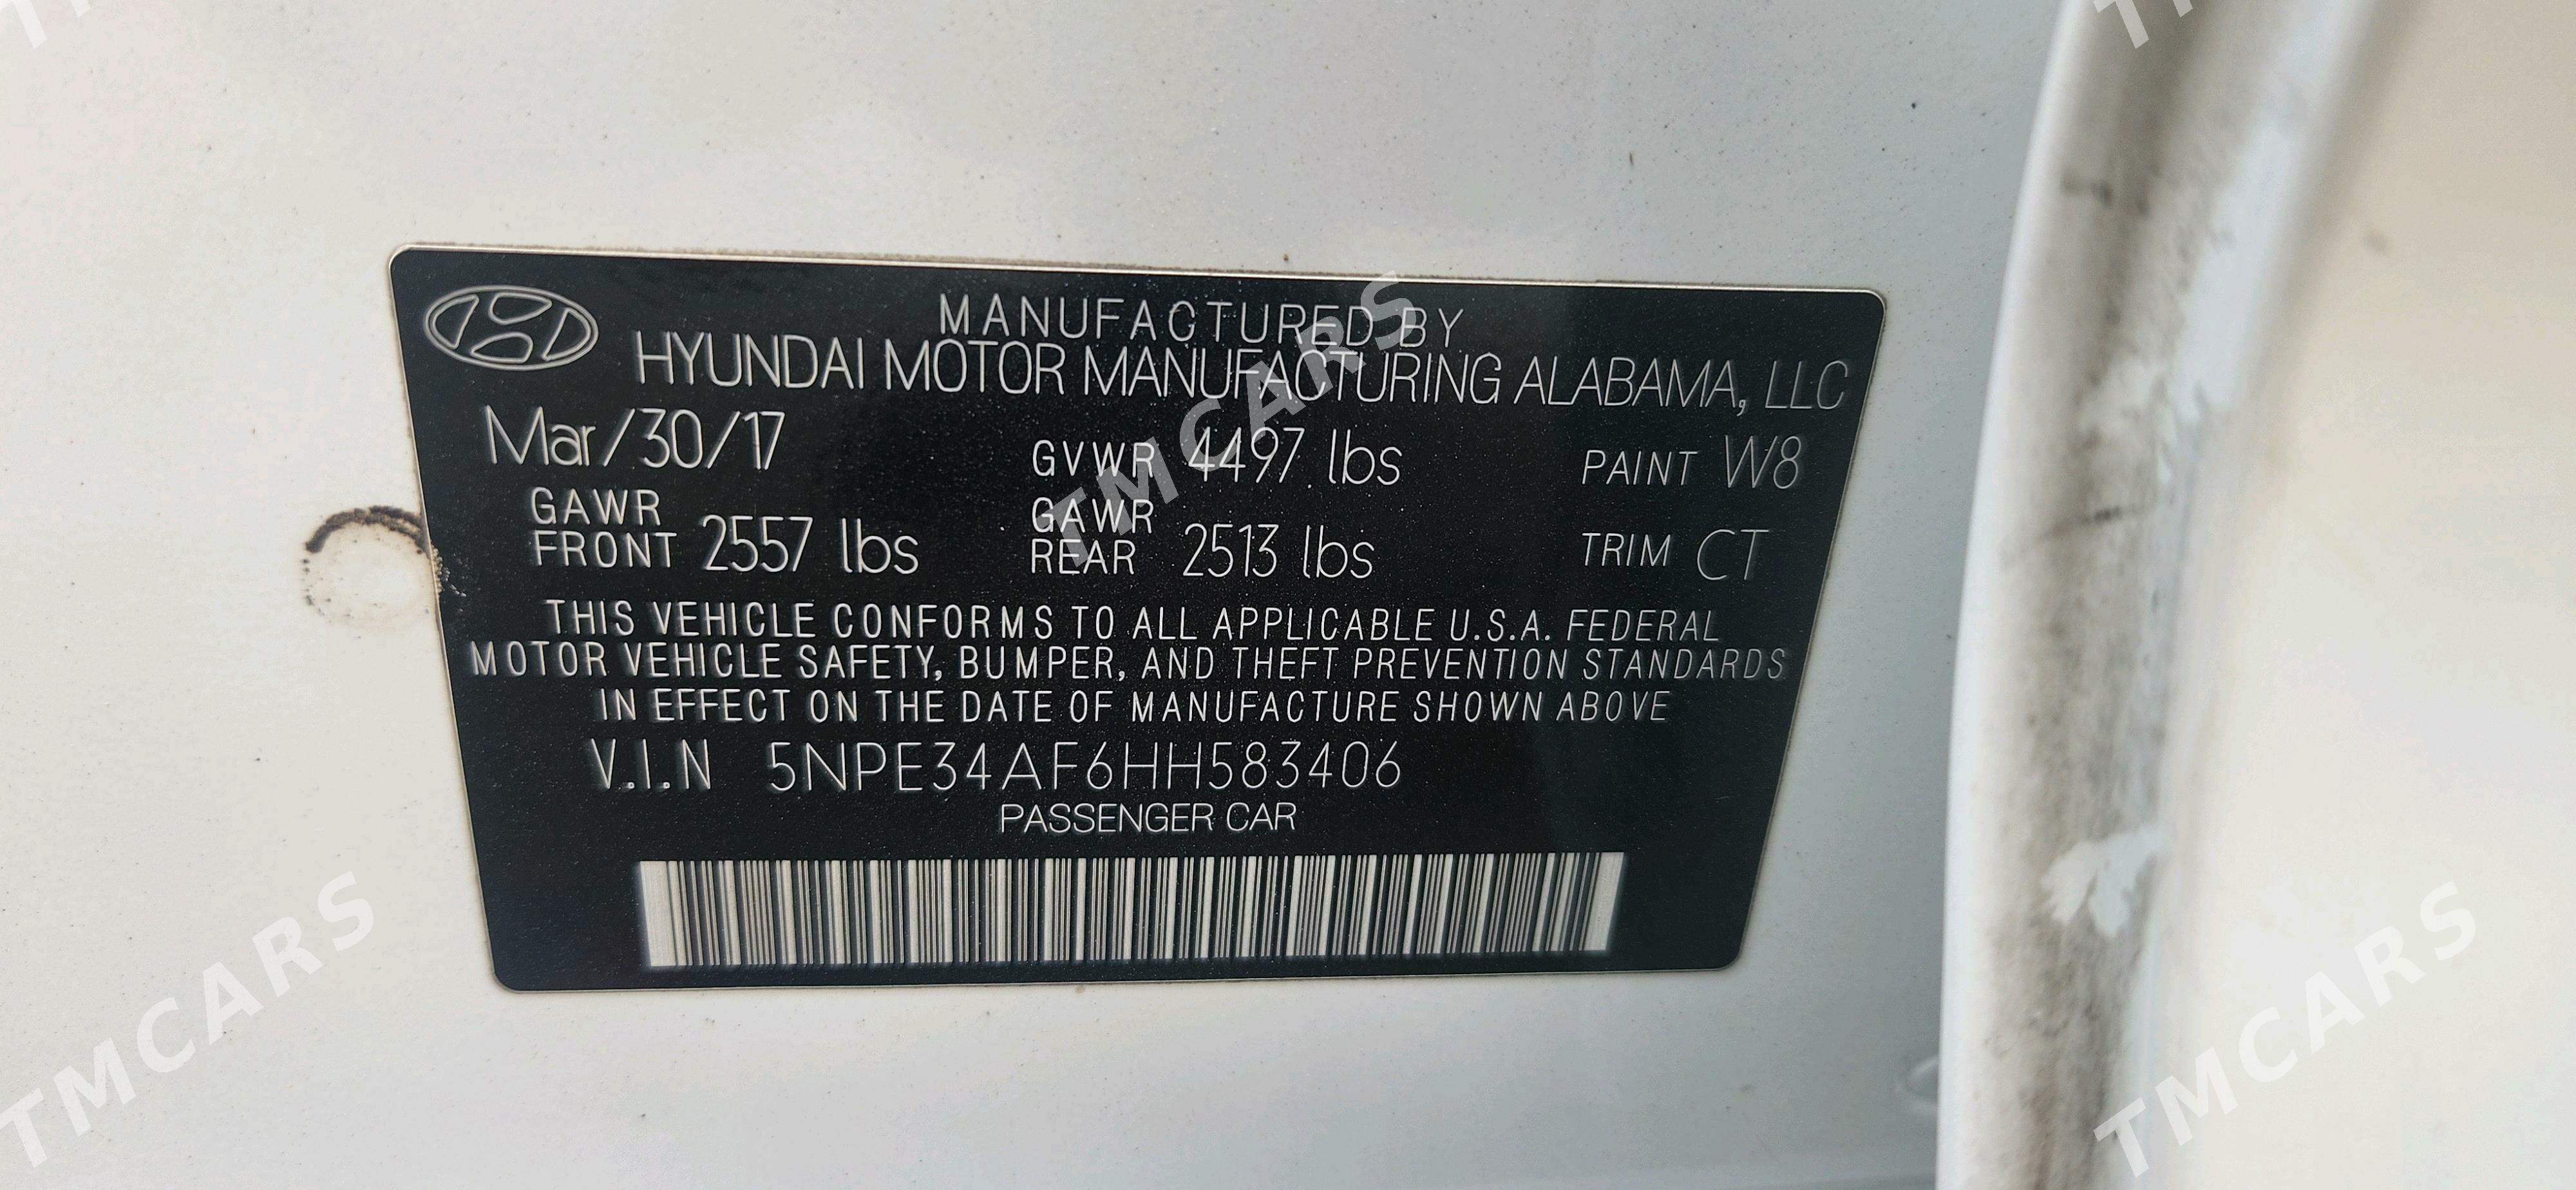 MANUFACTURED BY
HYUNDAI MOTOR MANUFACTURING ALABAMA, LLC
Mar/30/17 GVWR 4497 lbs PAINT W8
GAWR FRONT 2557 lbs GAWR REAR 2513 lbs TRIM CT
THIS VEHICLE CONFORMS TO ALL APPLICABLE U.S.A. FEDERAL
MOTOR VEHICLE SAFETY, BUMPER, AND THEFT PREVENTION STANDARDS
IN EFFECT ON THE DATE OF MANUFACTURE SHOWN ABOVE
V.I.N 5NPE34AF6HH583406
PASSENGER CAR
TMCARS
TMCARS
TMCARS